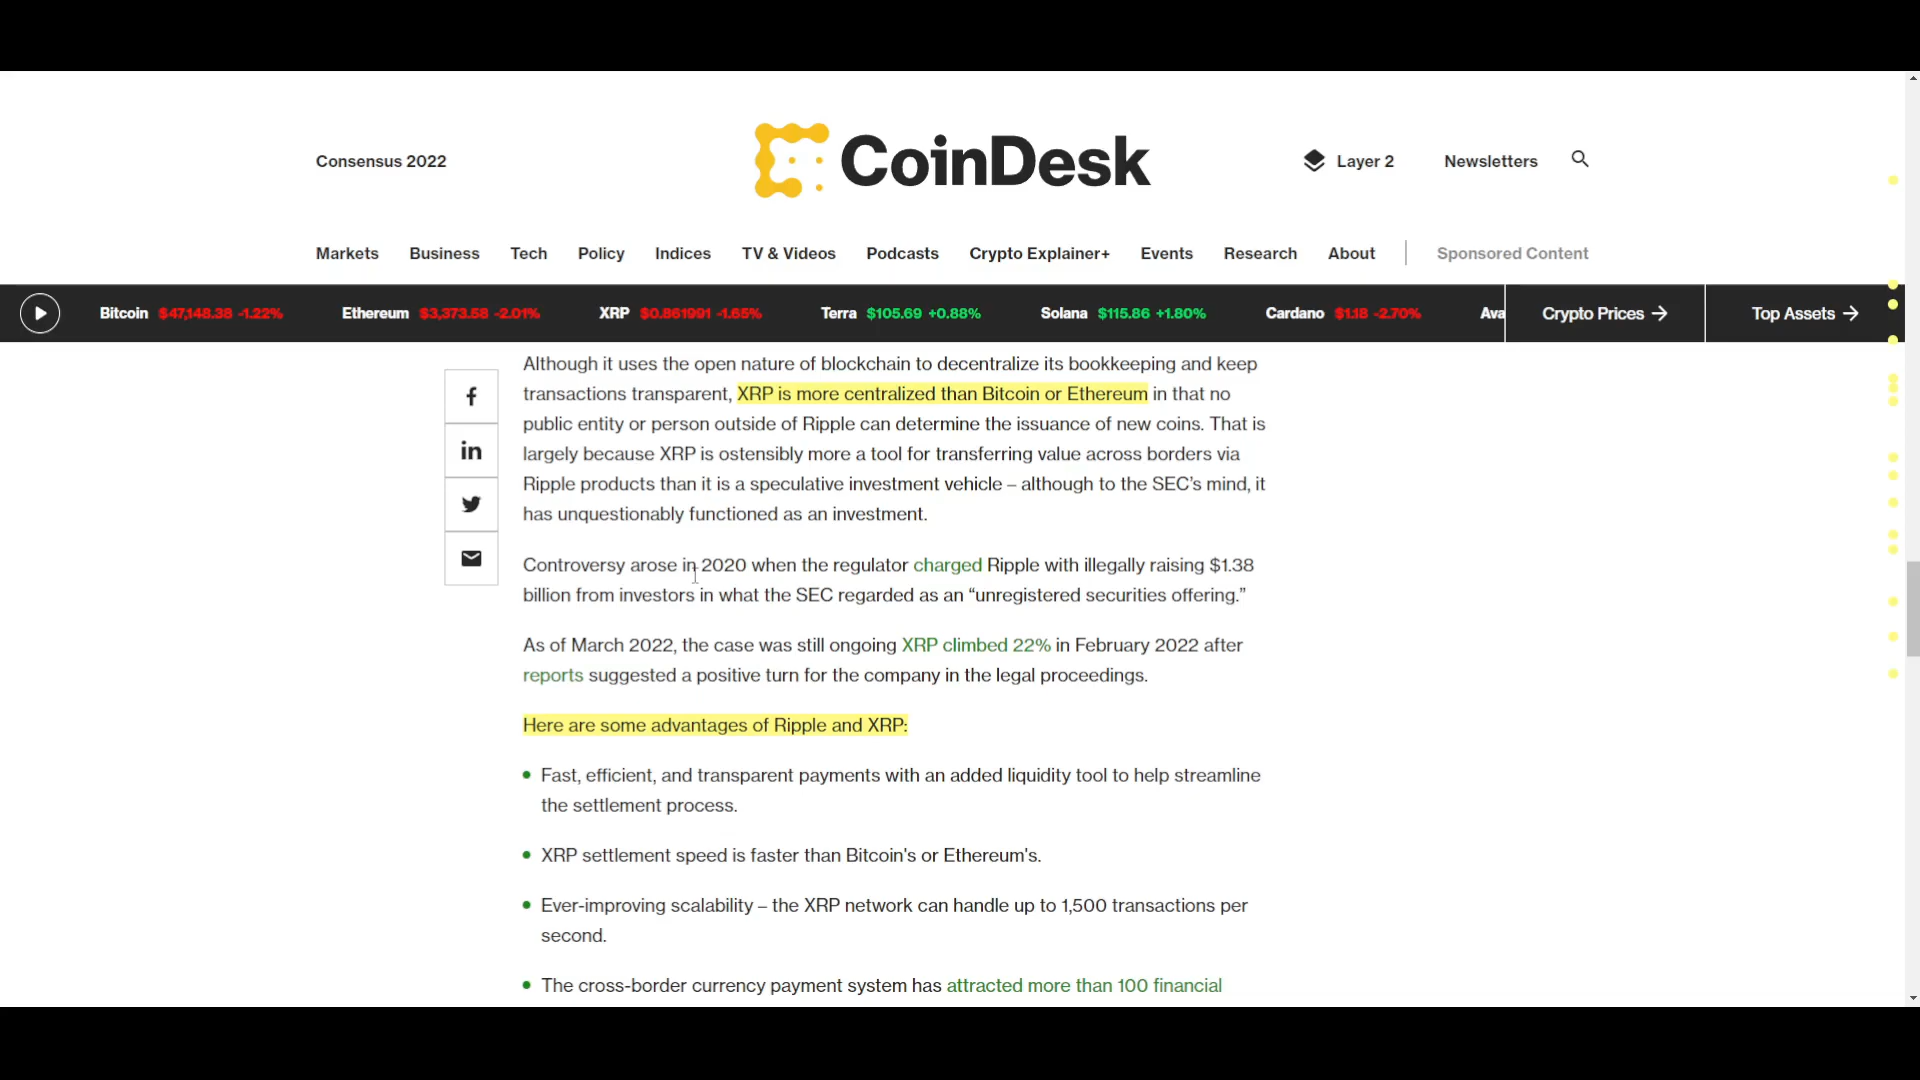 Consensus 2022
CoinDesk
Layer 2
Newsletters
Markets Business Tech Policy Indices TV & Videos Podcasts Crypto Explainer+ Events Research About Sponsored Content
Bitcoin $47,148.38 -1.22% Ethereum $3,373.58 -2.01% XRP $0.861991 -1.65% Terra $105.69 +0.88% Solana $115.86 +1.80% Cardano $1.18 -2.70% Ava Crypto Prices → Top Assets →
Although it uses the open nature of blockchain to decentralize its bookkeeping and keep
transactions transparent, XRP is more centralized than Bitcoin or Ethereum in that no
public entity or person outside of Ripple can determine the issuance of new coins. That is
largely because XRP is ostensibly more a tool for transferring value across borders via
Ripple products than it is a speculative investment vehicle – although to the SEC’s mind, it
has unquestionably functioned as an investment.
Controversy arose in 2020 when the regulator charged Ripple with illegally raising $1.38
billion from investors in what the SEC regarded as an “unregistered securities offering.”
As of March 2022, the case was still ongoing XRP climbed 22% in February 2022 after
reports suggested a positive turn for the company in the legal proceedings.
Here are some advantages of Ripple and XRP:
• Fast, efficient, and transparent payments with an added liquidity tool to help streamline
the settlement process.
• XRP settlement speed is faster than Bitcoin's or Ethereum's.
• Ever-improving scalability – the XRP network can handle up to 1,500 transactions per
second.
• The cross-border currency payment system has attracted more than 100 financial